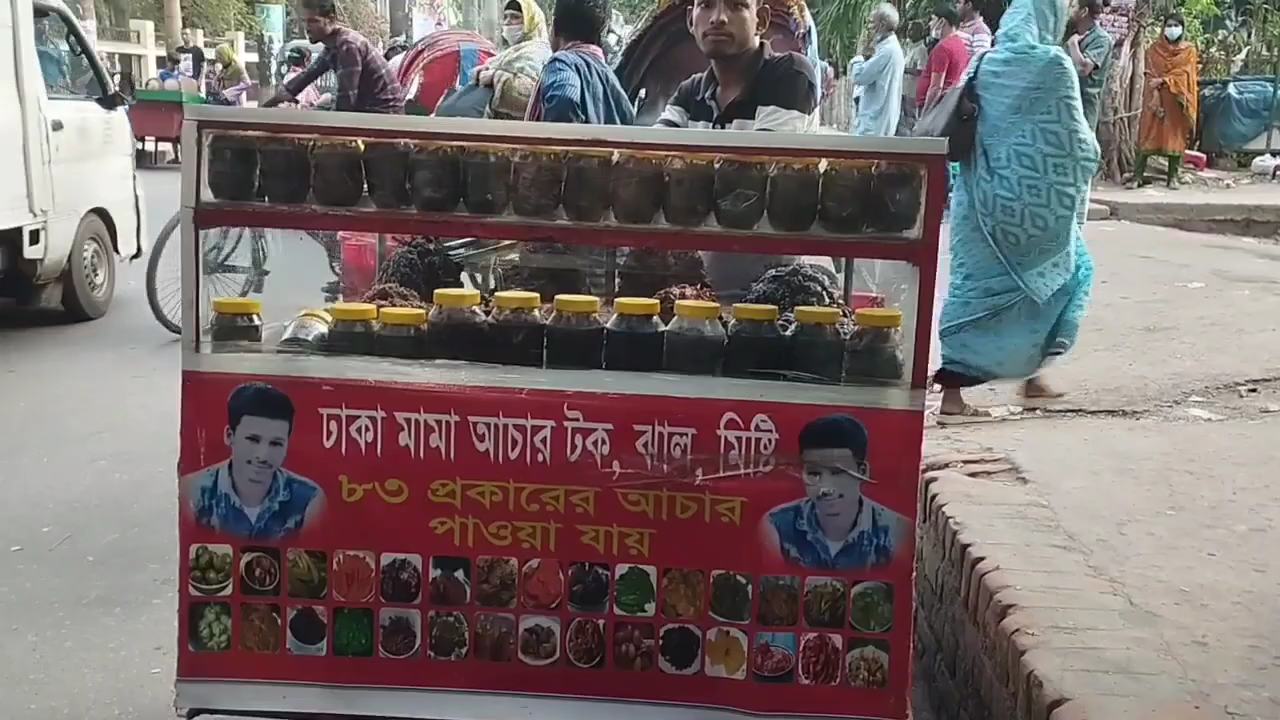 ঢাকা মামা আচার টক, ঝাল, মিষ্টি
৮৩ প্রকারের আচার
পাওয়া যায়